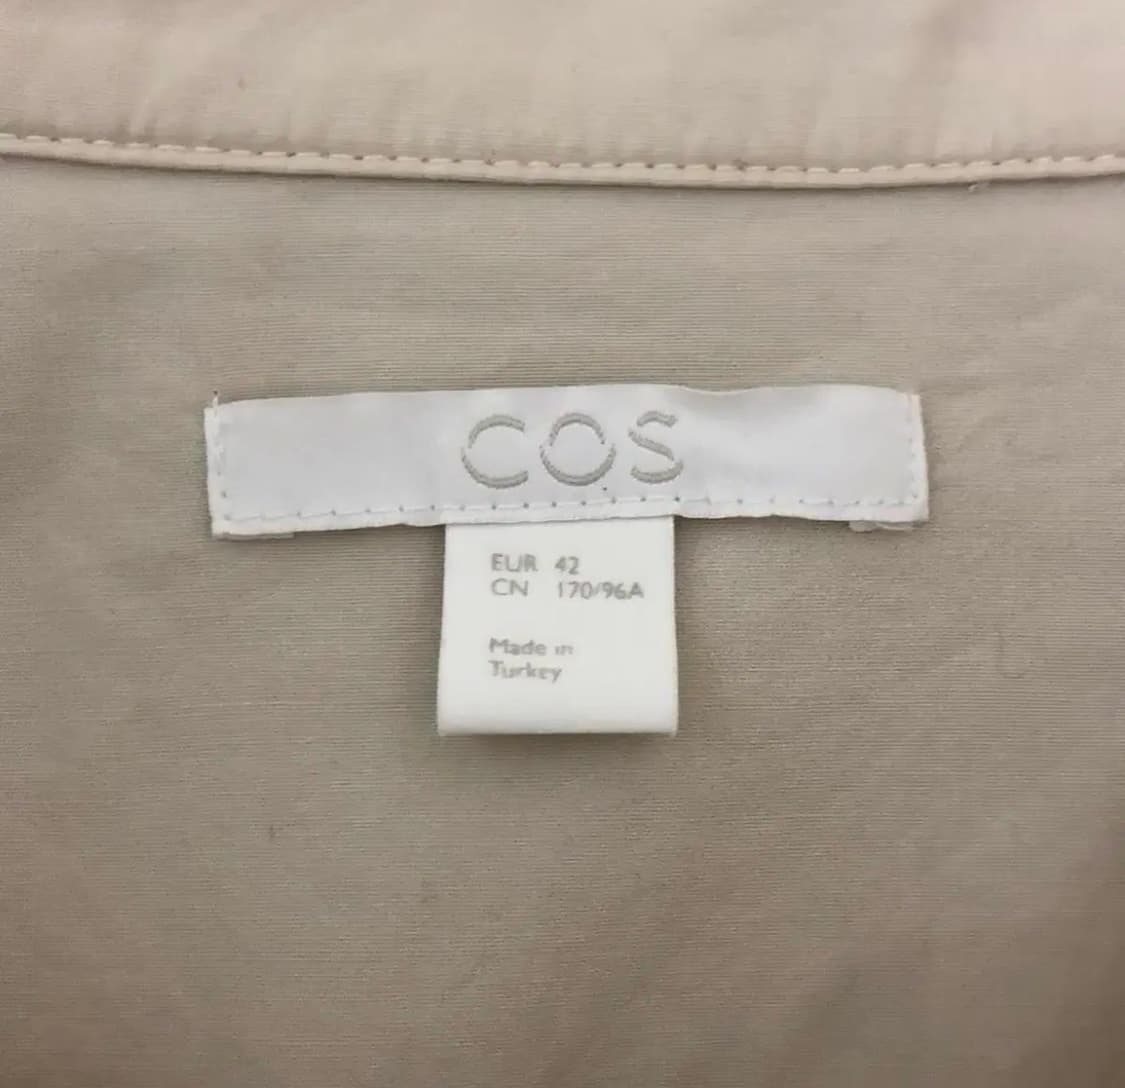 COS
EUR 42
CN 170/96A
Made in
Turkey